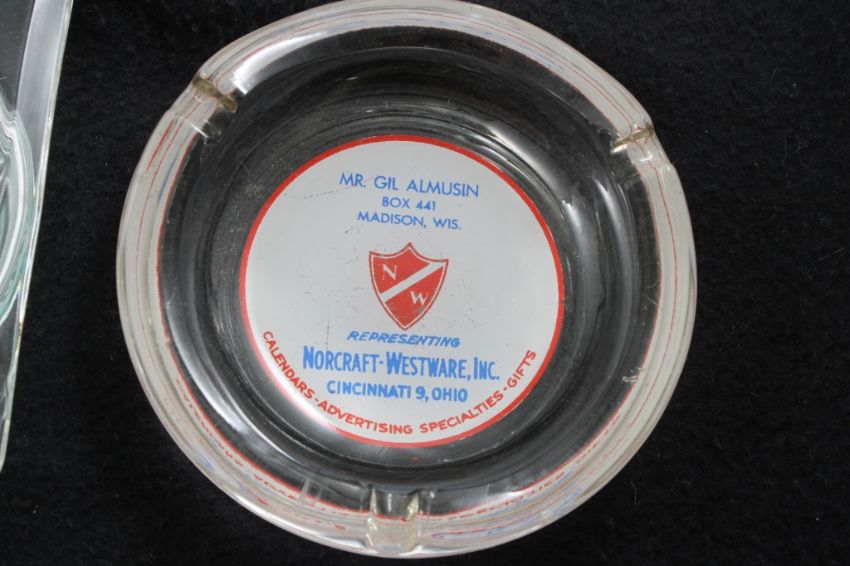 MR. GIL ALMUSIN
BOX 441
MADISON, WIS.
N
W
REPRESENTING
NORCRAFT-WESTWARE, INC.
CINCINNATI 9, OHIO
CALENDARS-ADVERTISING SPECIALTIES-GIFTS